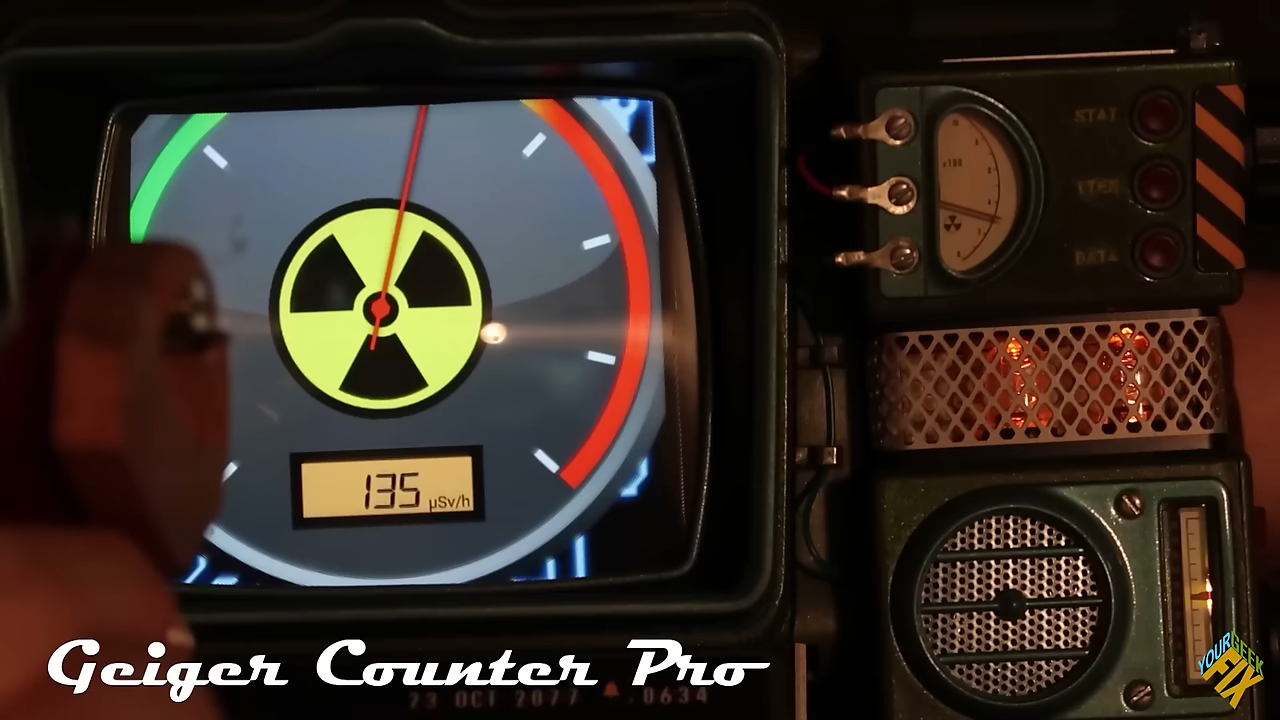 x100
STAT
ITEM
DATA
135 µSv/h
Geiger Counter Pro
23 OCT 2077 .0634
YOUR GEEK FIX